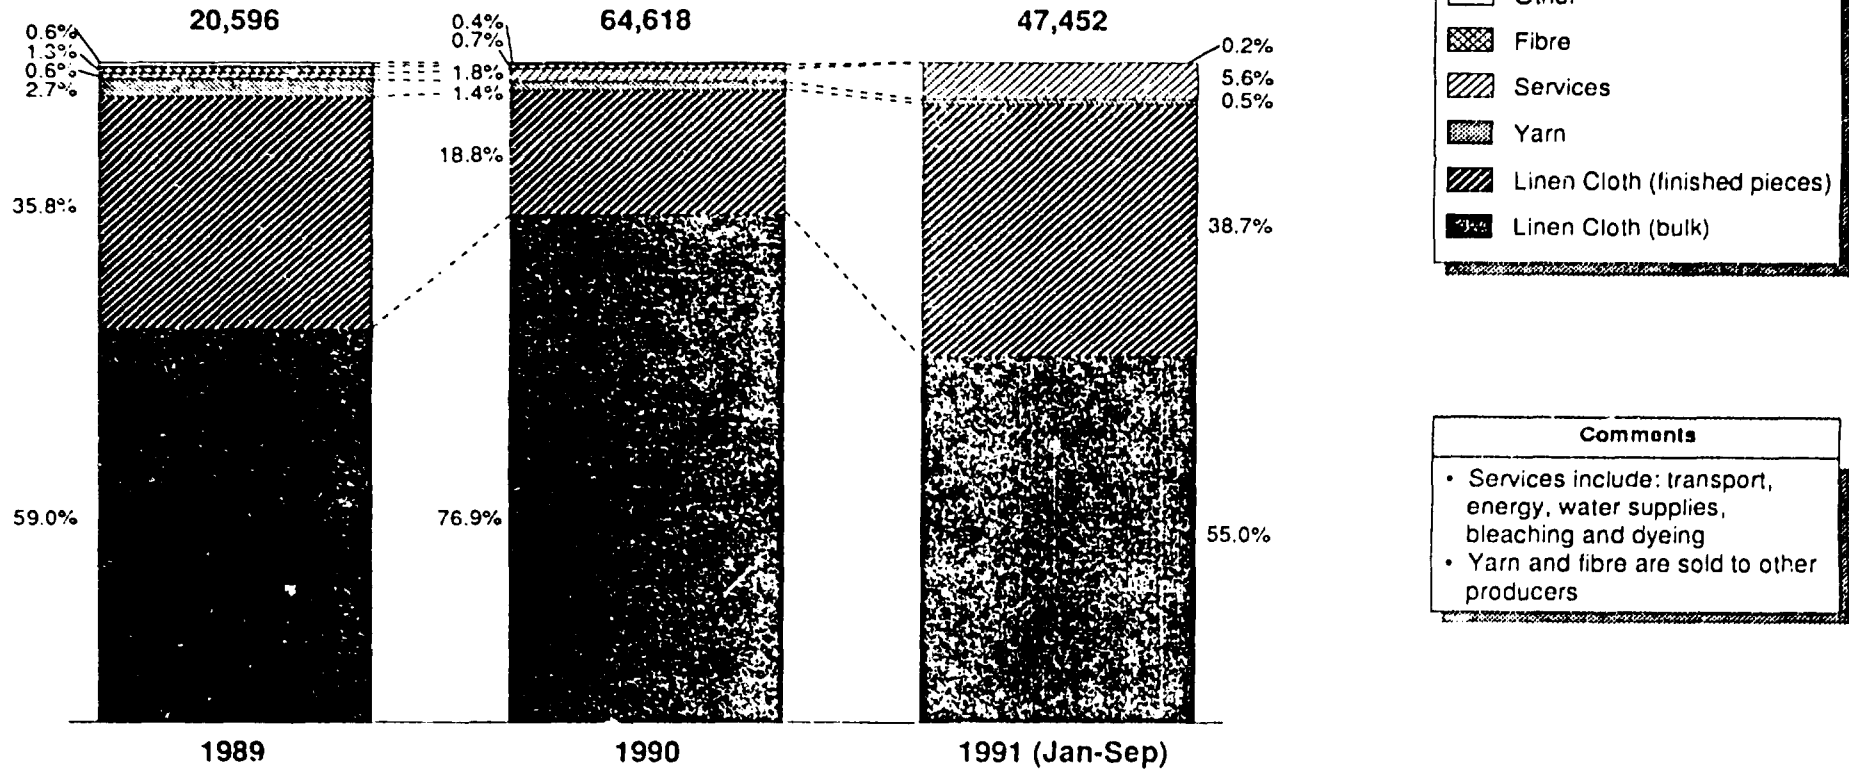 20,596
64,618
47,452
0.6%
1.3%
0.6%
2.7%
35.8%
59.0%
0.4%
0.7%
1.8%
1.4%
18.8%
76.9%
0.2%
5.6%
0.5%
38.7%
55.0%
1989
1990
1991 (Jan-Sep)
Other
Fibre
Services
Yarn
Linen Cloth (finished pieces)
Linen Cloth (bulk)
Comments
• Services include: transport,
energy, water supplies,
bleaching and dyeing
• Yarn and fibre are sold to other
producers